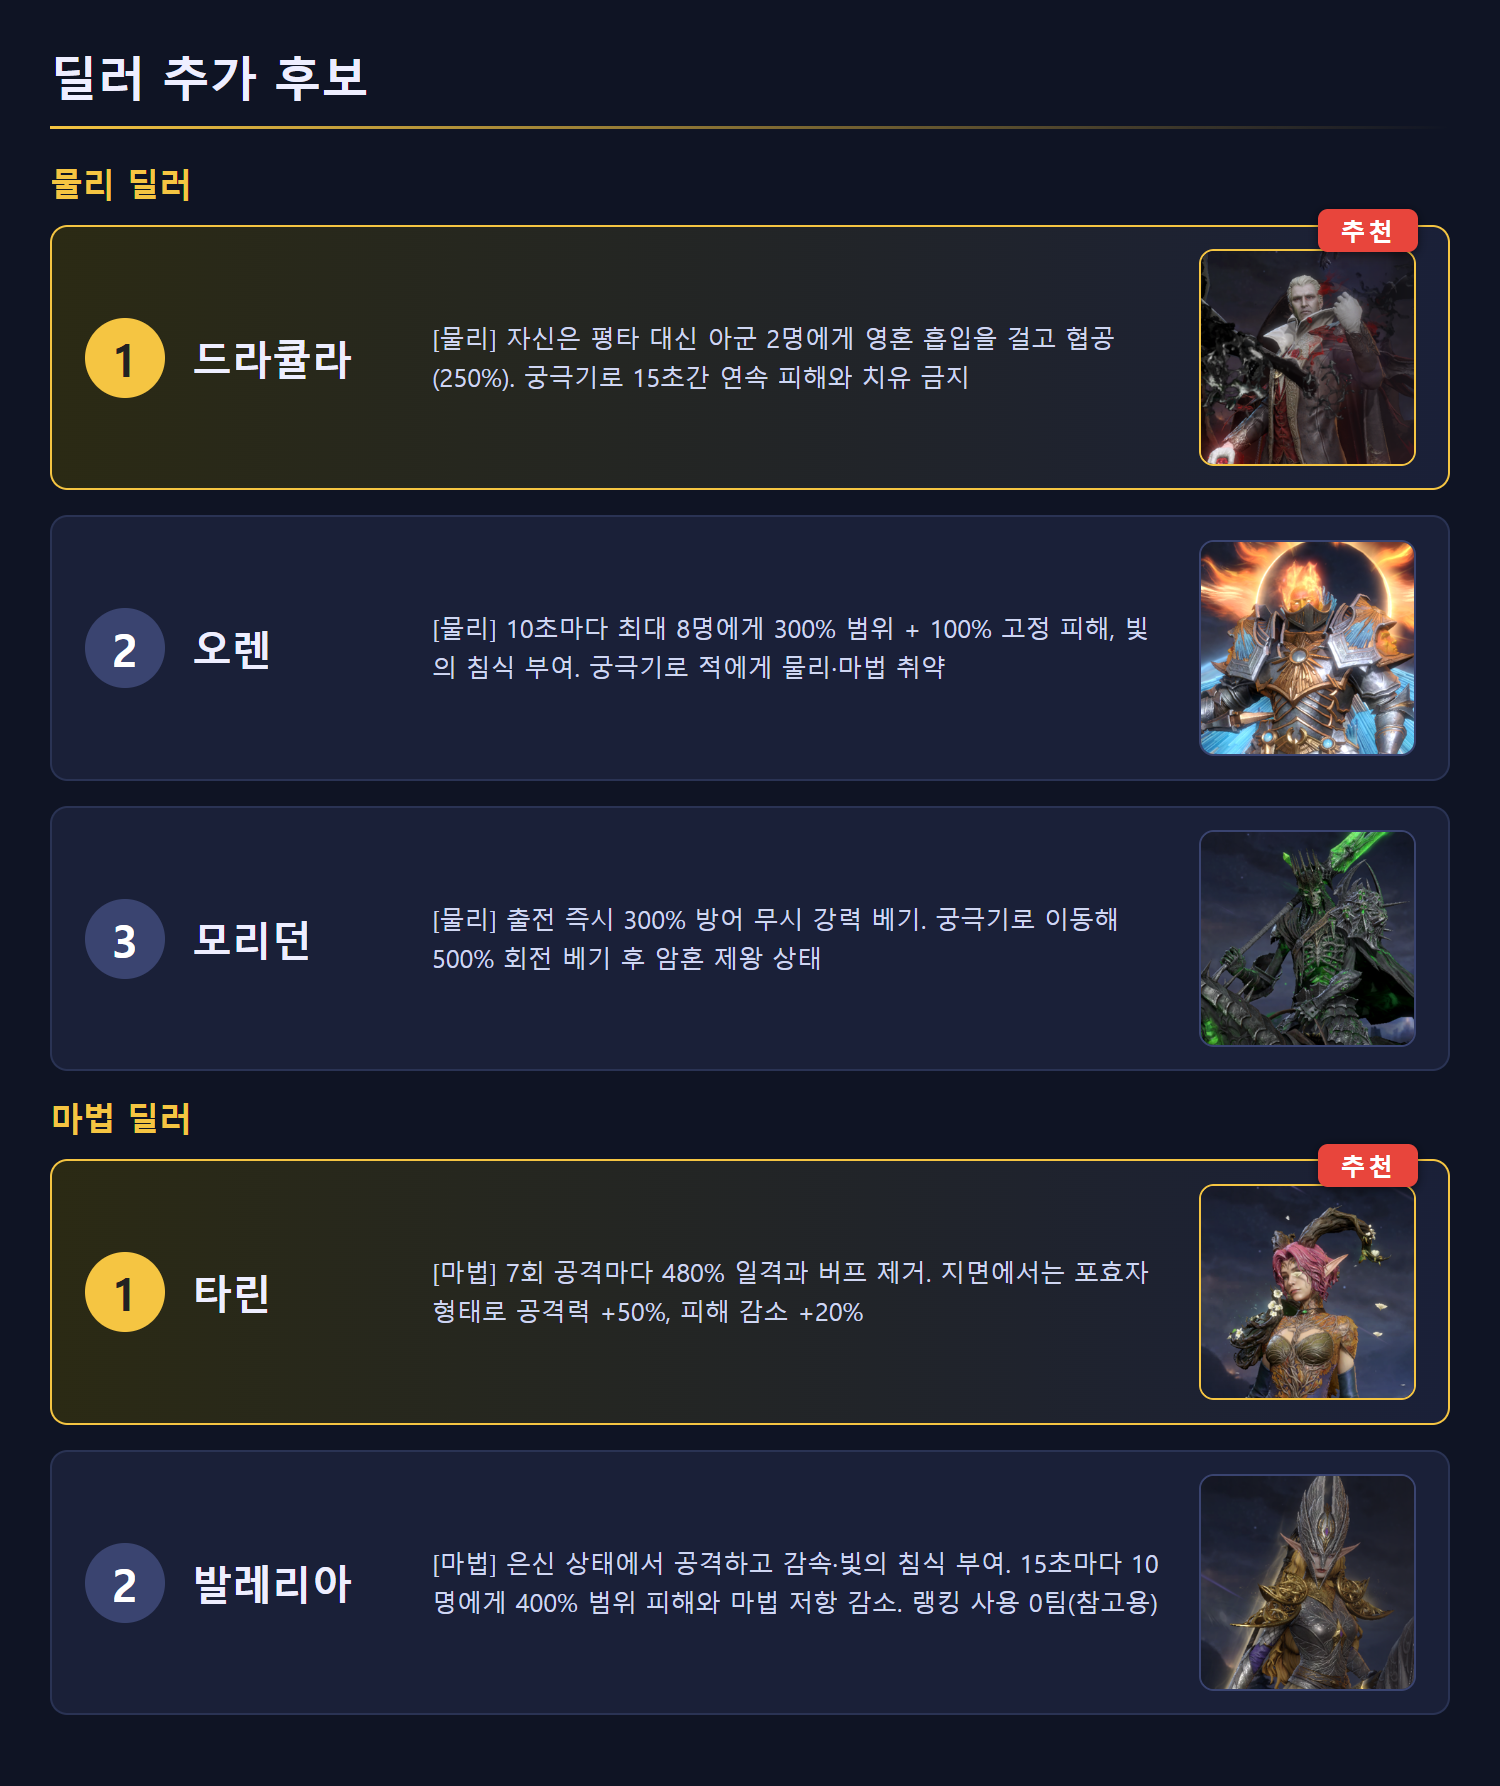 딜러 추가 후보
물리 딜러
추천
1
드라큘라
[물리] 자신은 평타 대신 아군 2명에게 영혼 흡입을 걸고 협공
(250%). 궁극기로 15초간 연속 피해와 치유 금지
2
오렌
[물리] 10초마다 최대 8명에게 300% 범위 + 100% 고정 피해, 빛
의 침식 부여. 궁극기로 적에게 물리·마법 취약
3
모리던
[물리] 출전 즉시 300% 방어 무시 강력 베기. 궁극기로 이동해
500% 회전 베기 후 암혼 제왕 상태
마법 딜러
추천
1
타린
[마법] 7회 공격마다 480% 일격과 버프 제거. 지면에서는 포효자
형태로 공격력 +50%, 피해 감소 +20%
2
발레리아
[마법] 은신 상태에서 공격하고 감속·빛의 침식 부여. 15초마다 10
명에게 400% 범위 피해와 마법 저항 감소. 랭킹 사용 0팀(참고용)